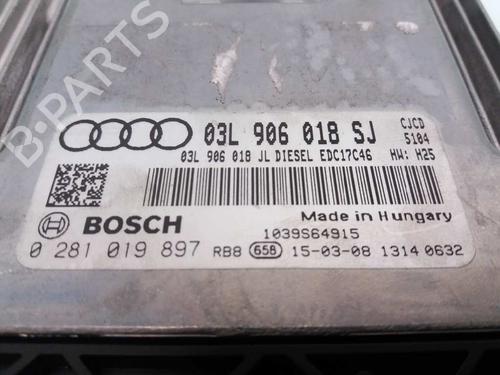 03L 906 018 SJ
CJCD
5104
03L 906 018 JL DIESEL EDC17C46 HW: H25
BOSCH
Made in Hungary
1039S64915
0 281 019 897 RB8 658 15-03-08 1314 0632
B-PARTS